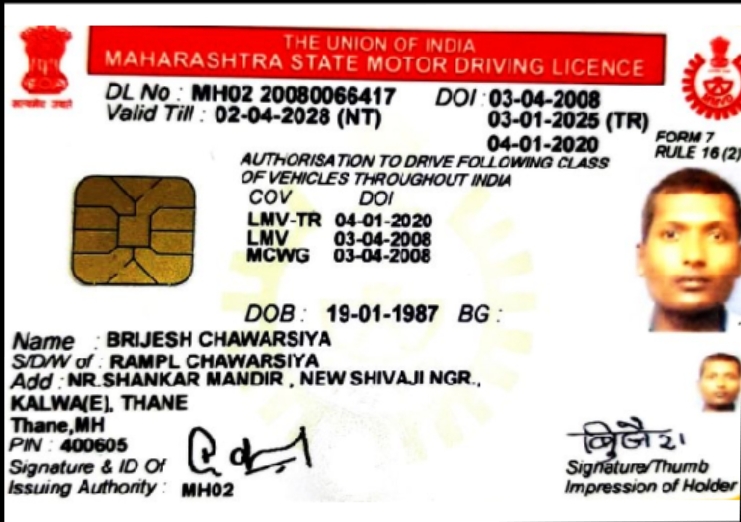 THE UNION OF INDIA
MAHARASHTRA STATE MOTOR DRIVING LICENCE
DL No : MH02 20080066417 DOI : 03-04-2008
Valid Till : 02-04-2028 (NT) 03-01-2025 (TR)
04-01-2020
FORM 7
RULE 16 (2)
AUTHORISATION TO DRIVE FOLLOWING CLASS
OF VEHICLES THROUGHOUT INDIA
COV DOI
LMV-TR 04-01-2020
LMV 03-04-2008
MCWG 03-04-2008
DOB : 19-01-1987 BG :
Name : BRIJESH CHAWARSIYA
S/D/W of : RAMPL CHAWARSIYA
Add : NR.SHANKAR MANDIR , NEW SHIVAJI NGR.,
KALWA(E), THANE
Thane,MH
PIN : 400605
Signature & ID Of
Issuing Authority : MH02
Signature/Thumb
Impression of Holder